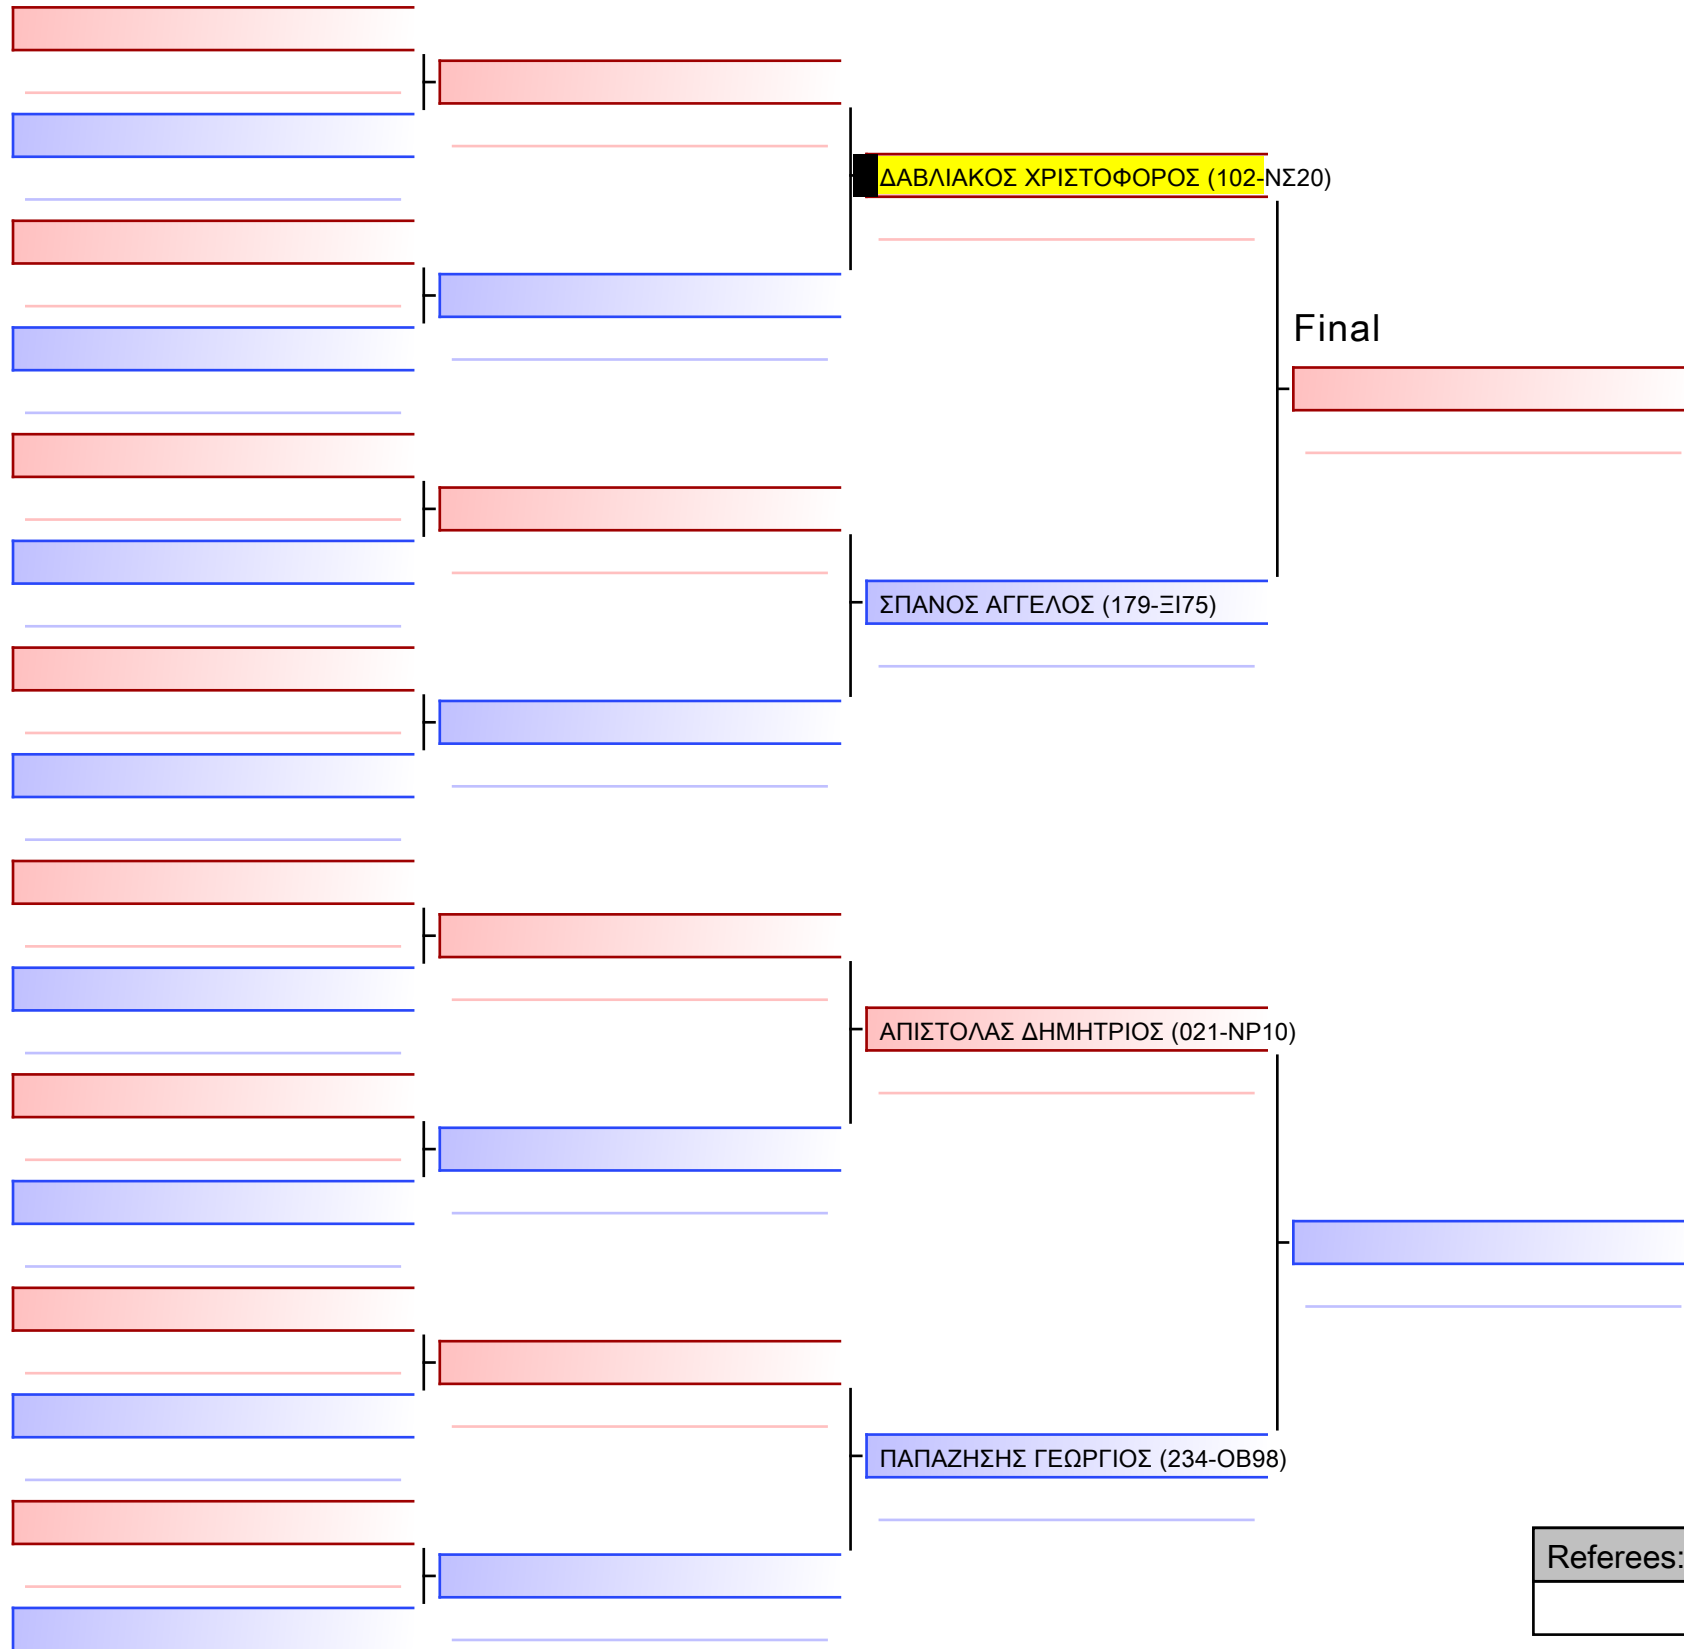 ΔΑΒΛΙΑΚΟΣ ΧΡΙΣΤΟΦΟΡΟΣ (102-ΝΣ20)
Final
ΣΠΑΝΟΣ ΑΓΓΕΛΟΣ (179-ΞΙ75)
ΑΠΙΣΤΟΛΑΣ ΔΗΜΗΤΡΙΟΣ (021-ΝΡ10)
ΠΑΠΑΖΗΣΗΣ ΓΕΩΡΓΙΟΣ (234-ΟΒ98)
Referees: